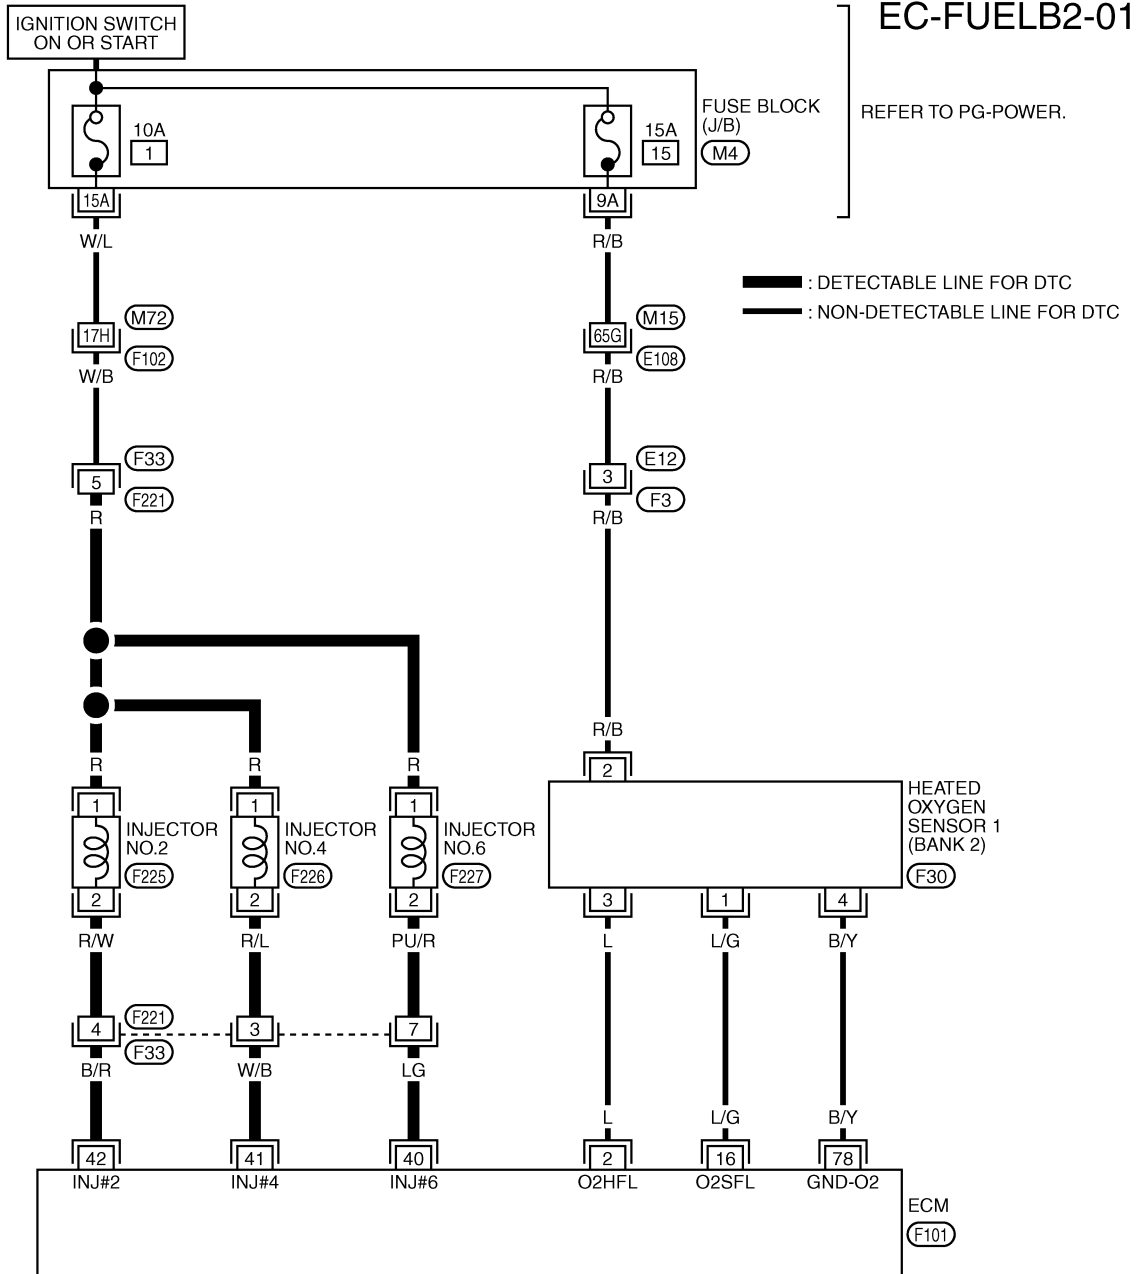 EC-FUELB2-01
IGNITION SWITCH
ON OR START
FUSE BLOCK
(J/B)
M4
REFER TO PG-POWER.
10A
1
15A
15
15A
9A
W/L
R/B
: DETECTABLE LINE FOR DTC
: NON-DETECTABLE LINE FOR DTC
M72
17H
F102
M15
65G
E108
W/B
R/B
F33
5
F221
E12
3
F3
R
R/B
R/B
R
R
R
2
1
1
1
INJECTOR
NO.2
F225
INJECTOR
NO.4
F226
INJECTOR
NO.6
F227
HEATED
OXYGEN
SENSOR 1
(BANK 2)
F30
2
2
2
3
1
4
R/W
R/L
PU/R
L
L/G
B/Y
F221
4
3
7
F33
B/R
W/B
LG
L
L/G
B/Y
42
41
40
2
16
78
INJ#2
INJ#4
INJ#6
O2HFL
O2SFL
GND-O2
ECM
F101